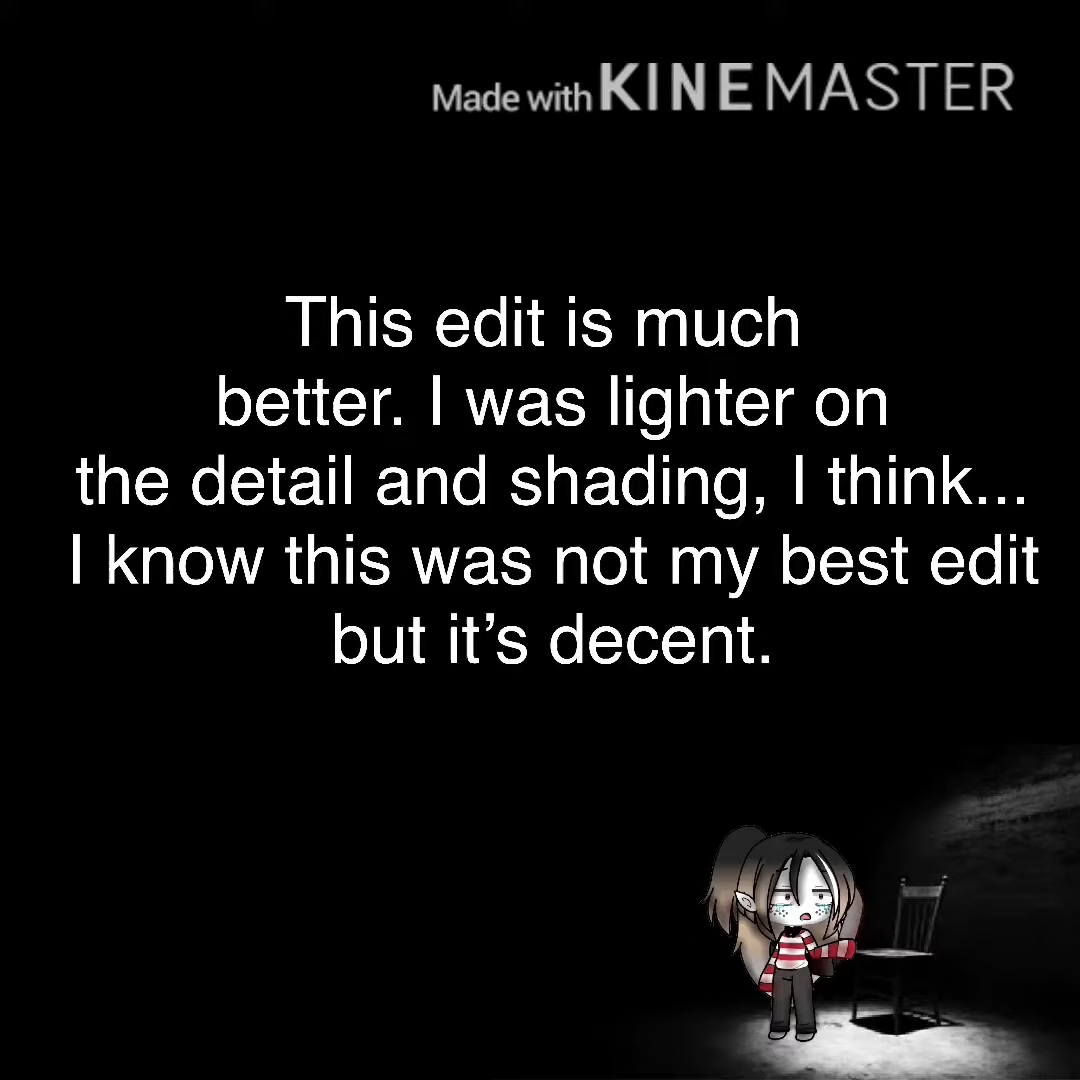 Made with KINEMASTER
This edit is much
better. I was lighter on
the detail and shading, I think...
I know this was not my best edit
but it’s decent.